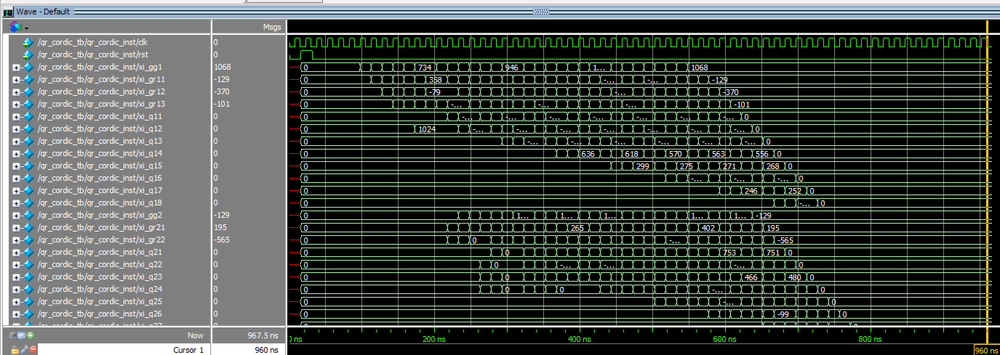 Wave - Default
Msgs
/qr_cordic_tb/qr_cordic_inst/clk 0
/qr_cordic_tb/qr_cordic_inst/rst 0
/qr_cordic_tb/qr_cordic_inst/xi_gg1 1068 0 734 946 1... 1068
/qr_cordic_tb/qr_cordic_inst/xi_gr11 -129 0 358 -... -... -129
/qr_cordic_tb/qr_cordic_inst/xi_gr12 -370 0 -79 -... -370
/qr_cordic_tb/qr_cordic_inst/xi_gr13 -101 0 -... -... -... -101
/qr_cordic_tb/qr_cordic_inst/xi_q11 0 0 -... -... -... -... -... -... -... 0
/qr_cordic_tb/qr_cordic_inst/xi_q12 0 0 1024 -... -... -... -... -... -... -... 0
/qr_cordic_tb/qr_cordic_inst/xi_q13 0 0 -... -... -... -... -... -... 0
/qr_cordic_tb/qr_cordic_inst/xi_q14 0 0 636 618 570 563 556 0
/qr_cordic_tb/qr_cordic_inst/xi_q15 0 0 299 275 271 268 0
/qr_cordic_tb/qr_cordic_inst/xi_q16 0 0 -... -... -... 0
/qr_cordic_tb/qr_cordic_inst/xi_q17 0 0 246 252 0
/qr_cordic_tb/qr_cordic_inst/xi_q18 0 0 -... 0
/qr_cordic_tb/qr_cordic_inst/xi_gg2 -129 0 1... 1... 1... 1... 1... -129
/qr_cordic_tb/qr_cordic_inst/xi_gr21 195 0 265 402 195
/qr_cordic_tb/qr_cordic_inst/xi_gr22 -565 0 0 -... -565
/qr_cordic_tb/qr_cordic_inst/xi_q21 0 0 0 753 751 0
/qr_cordic_tb/qr_cordic_inst/xi_q22 0 0 0 -... -... -... 0
/qr_cordic_tb/qr_cordic_inst/xi_q23 0 0 0 466 480 0
/qr_cordic_tb/qr_cordic_inst/xi_q24 0 0 0 0 -... 0
/qr_cordic_tb/qr_cordic_inst/xi_q25 0 0 -... 0
/qr_cordic_tb/qr_cordic_inst/xi_q26 0 0 -99 0
Now 967.5 ns
ns 200 ns 400 ns 600 ns 800 ns
Cursor 1 960 ns 960 ns